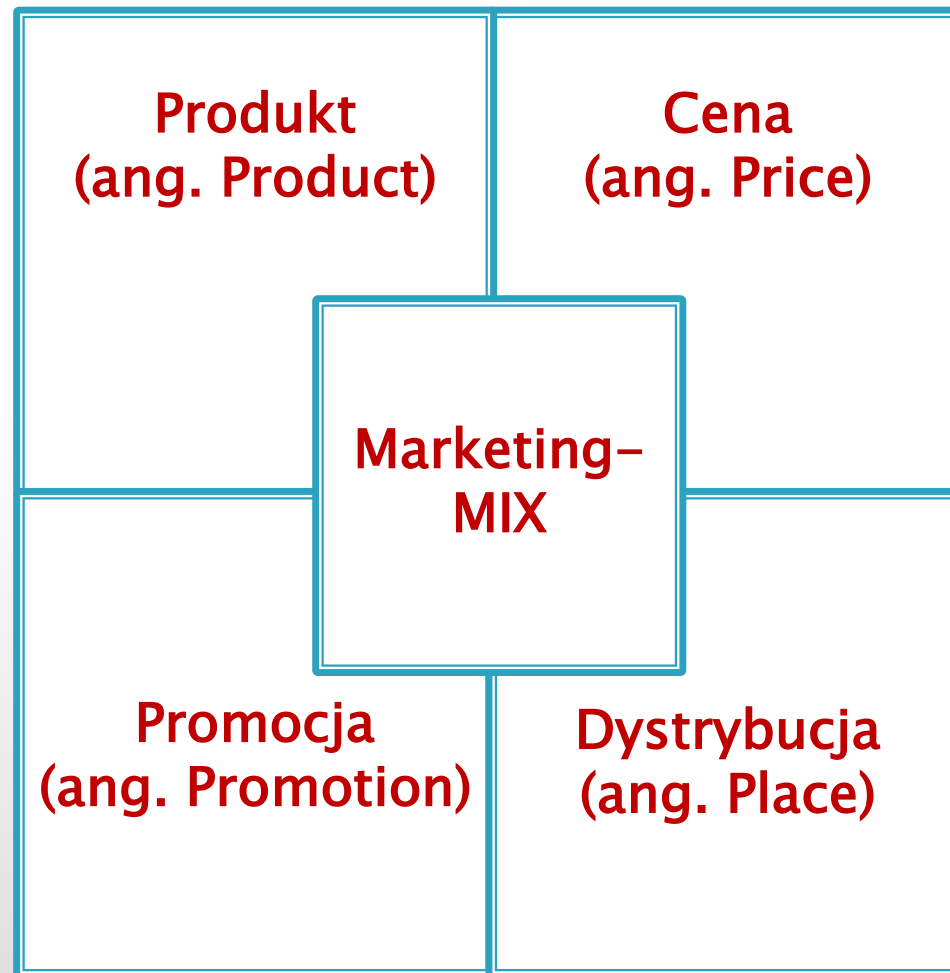 Produkt
(ang. Product)
Cena
(ang. Price)
Marketing-
MIX
Promocja
(ang. Promotion)
Dystrybucja
(ang. Place)